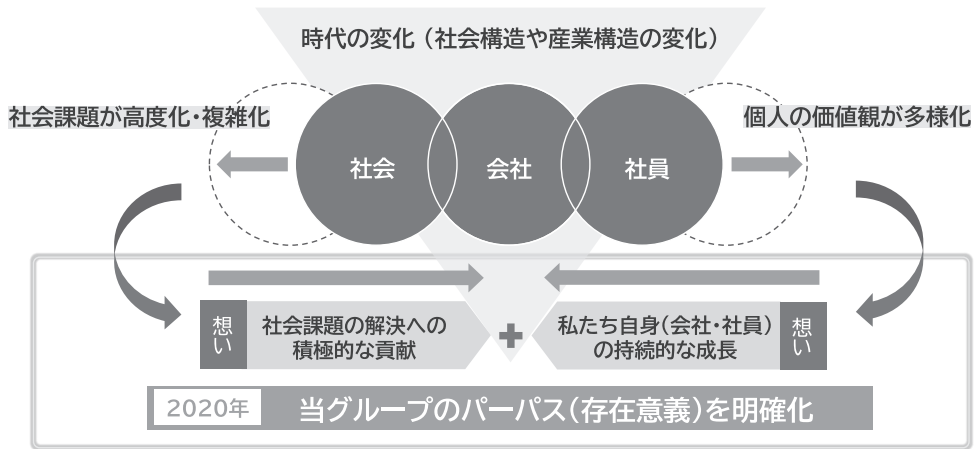 時代の変化（社会構造や産業構造の変化）
社会課題が高度化・複雑化
個人の価値観が多様化
社会
会社
社員
想い
社会課題の解決への
積極的な貢献
私たち自身（会社・社員）
の持続的な成長
想い
2020年
当グループのパーパス（存在意義）を明確化